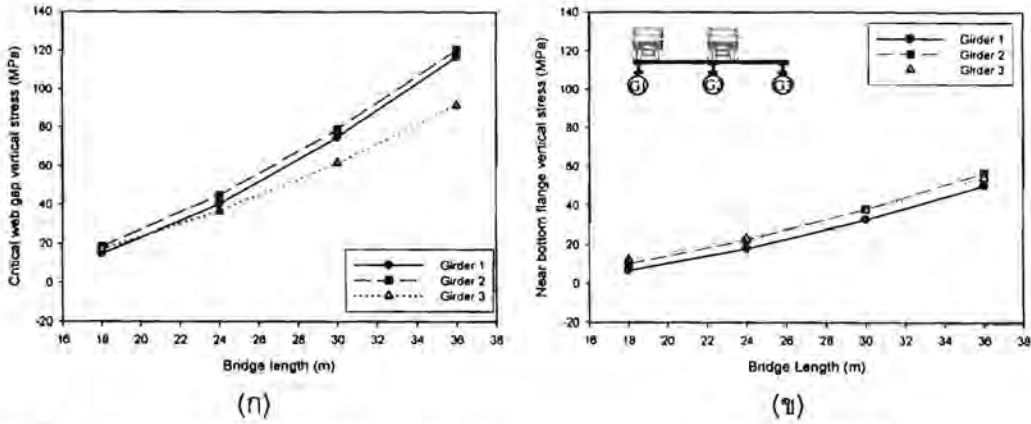 Critical web gap vertical stress (MPa)
140
120
100
80
60
40
20
0
-20
16 18 20 22 24 26 28 30 32 34 36 38
Bridge length (m)
Girder 1
Girder 2
Girder 3
(ก)
Near bottom flange vertical stress (MPa)
140
120
100
80
60
40
20
0
-20
16 18 20 22 24 26 28 30 32 34 36 38
Bridge Length (m)
Girder 1
Girder 2
Girder 3
(ข)